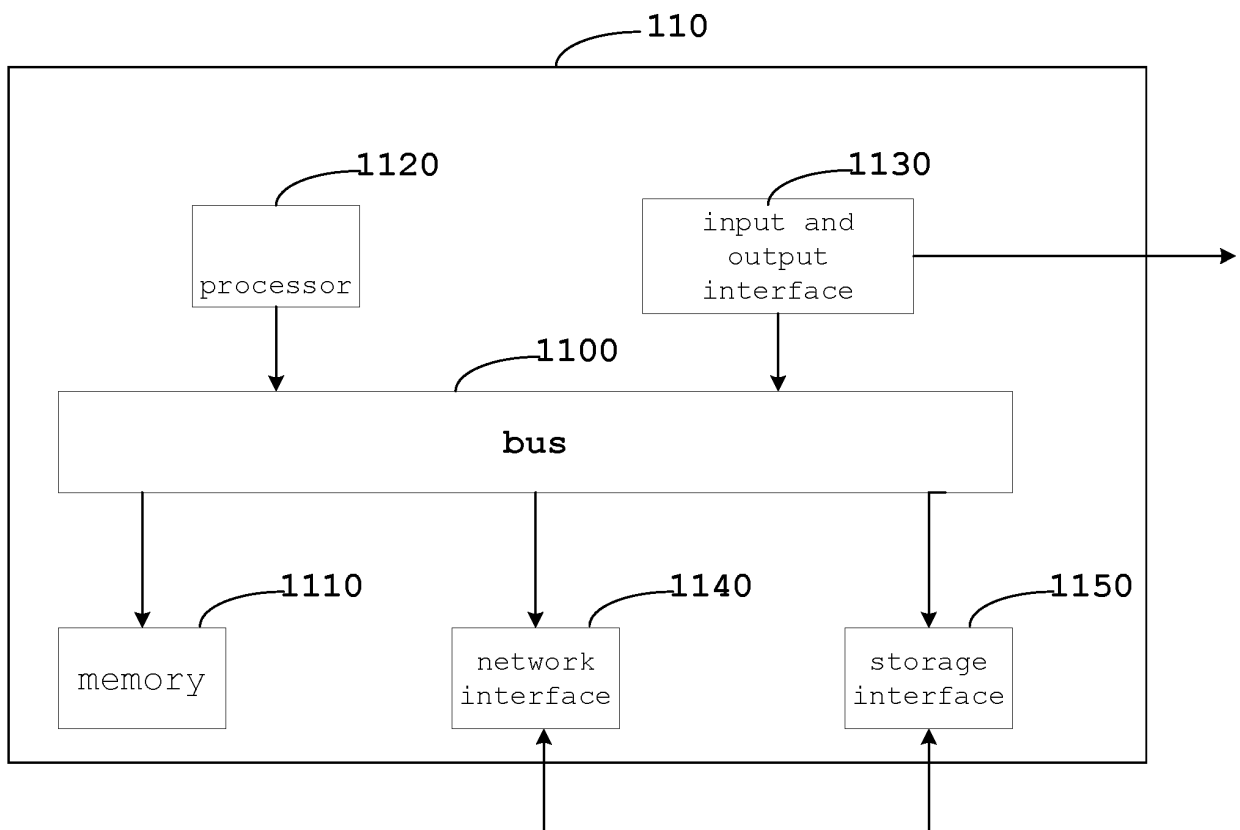 110
1120
1130
input and
output
interface
processor
1100
bus
1110
1140
1150
memory
network
interface
storage
interface